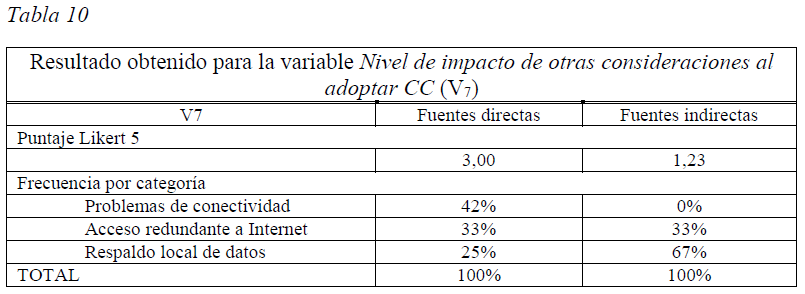 Tabla 10
Resultado obtenido para la variable Nivel de impacto de otras consideraciones al
adoptar CC (V₇)
V7 Fuentes directas Fuentes indirectas
Puntaje Likert 5
3,00 1,23
Frecuencia por categoría
Problemas de conectividad 42% 0%
Acceso redundante a Internet 33% 33%
Respaldo local de datos 25% 67%
TOTAL 100% 100%